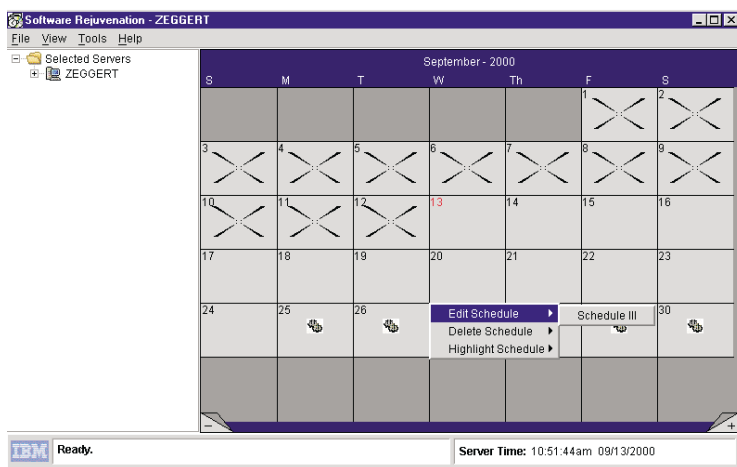 Software Rejuvenation - ZEGGERT
File View Tools Help
Selected Servers
ZEGGERT
September - 2000
S M T W Th F S
1 2
3 4 5 6 7 8 9
10 11 12 13 14 15 16
17 18 19 20 21 22 23
24 25 26 30
Edit Schedule
Schedule III
Delete Schedule
Highlight Schedule
- +
IBM Ready. Server Time: 10:51:44am 09/13/2000